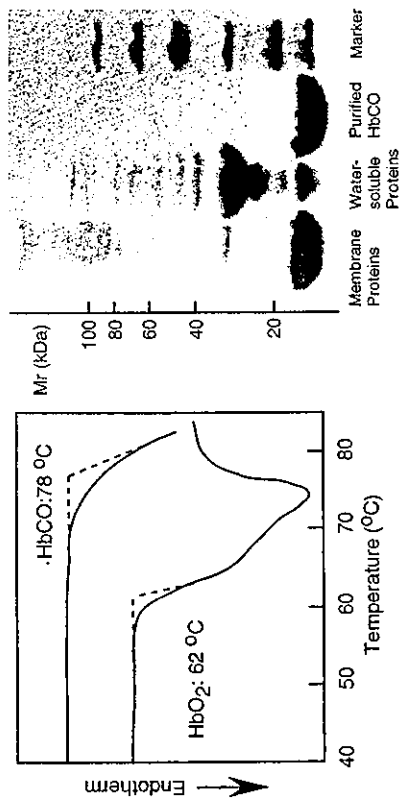 Endotherm
.HbCO:78 °C
HbO2: 62 °C
40 50 60 70 80
Temperature (°C)
Mr (kDa)
100
80
60
40
20
Membrane
Proteins
Water-
soluble
Proteins
Purified
HbCO
Marker